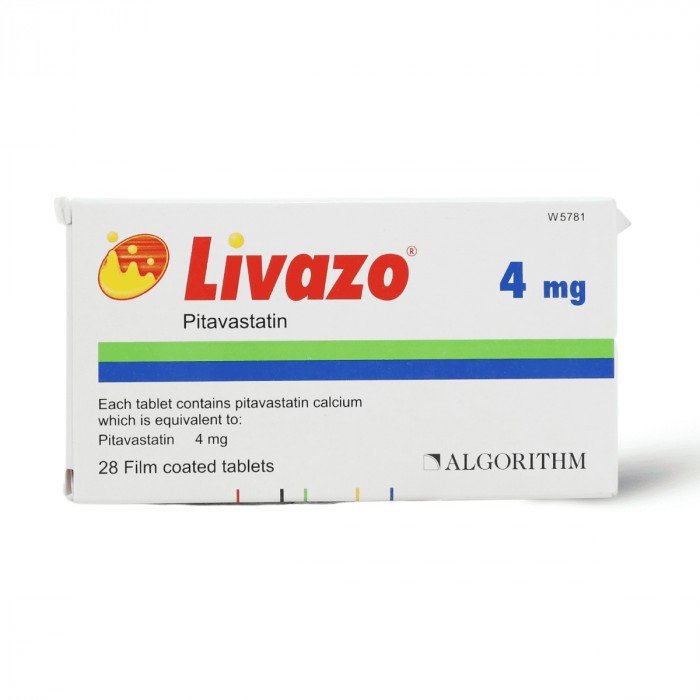 W5781
Livazo®
4 mg
Pitavastatin
Each tablet contains pitavastatin calcium
which is equivalent to:
Pitavastatin 4 mg
28 Film coated tablets
ALGORITHM